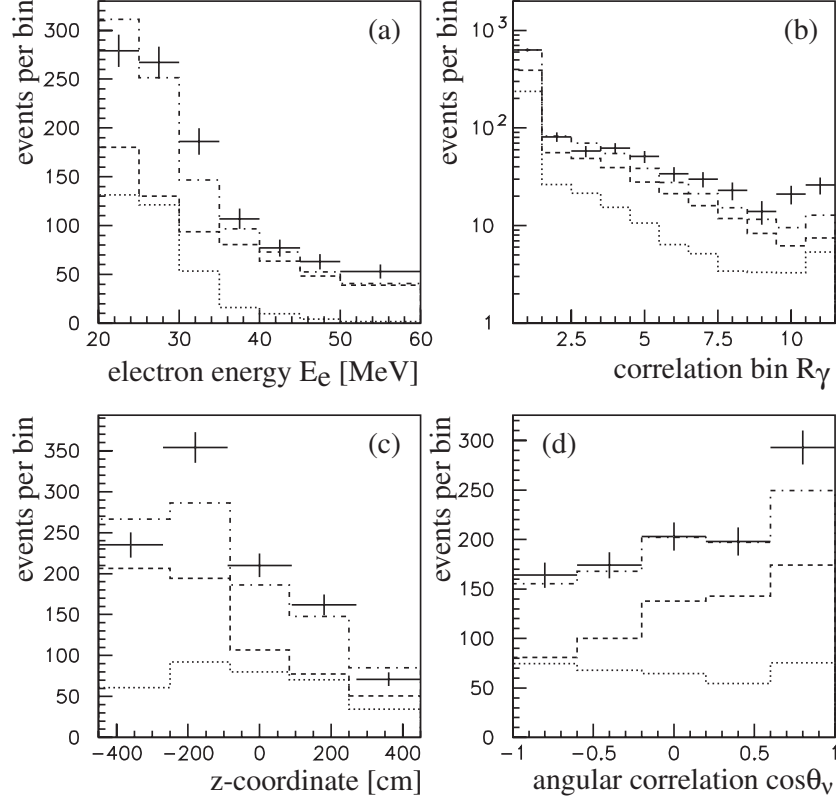 events per bin
(a)
300
250
200
150
100
50
0
20 30 40 50 60
electron energy Ee [MeV]
events per bin
(b)
10³
10²
10
1
2.5 5 7.5 10
correlation bin Rγ
events per bin
(c)
350
300
250
200
150
100
50
0
−400 −200 0 200 400
z-coordinate [cm]
events per bin
(d)
300
250
200
150
100
50
0
−1 −0.5 0 0.5 1
angular correlation cosθν